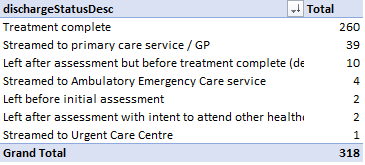 dischargeStatusDesc Total
Treatment complete 260
Streamed to primary care service / GP 39
Left after assessment but before treatment complete (de 10
Streamed to Ambulatory Emergency Care service 4
Left before initial assessment 2
Left after assessment with intent to attend other healthc 2
Streamed to Urgent Care Centre 1
Grand Total 318